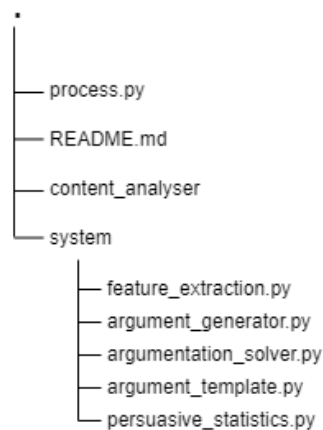 .
process.py
README.md
content_analyser
system
feature_extraction.py
argument_generator.py
argumentation_solver.py
argument_template.py
persuasive_statistics.py